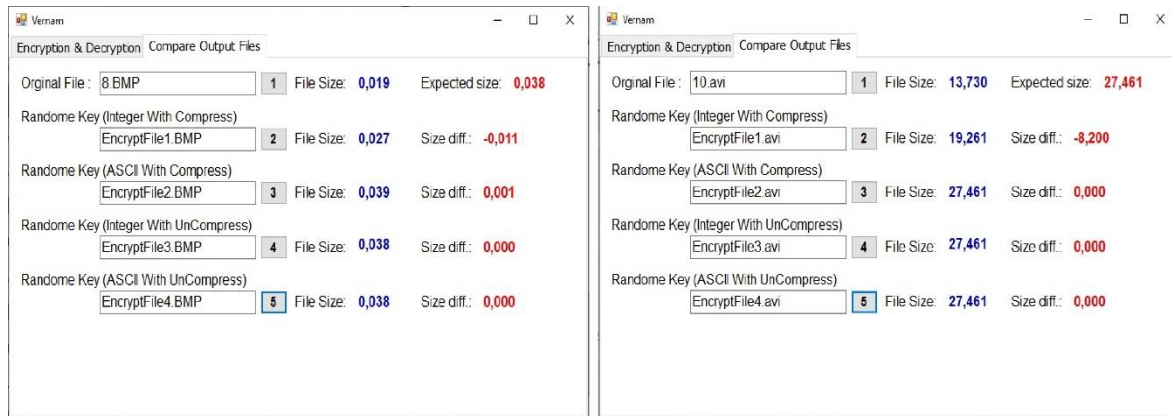 Vernam
Encryption & Decryption Compare Output Files
Orginal File : 8.BMP 1 File Size: 0,019 Expected size: 0,038
Randome Key (Integer With Compress)
EncryptFile1.BMP 2 File Size: 0,027 Size diff.: -0,011
Randome Key (ASCII With Compress)
EncryptFile2.BMP 3 File Size: 0,039 Size diff.: 0,001
Randome Key (Integer With UnCompress)
EncryptFile3.BMP 4 File Size: 0,038 Size diff.: 0,000
Randome Key (ASCII With UnCompress)
EncryptFile4.BMP 5 File Size: 0,038 Size diff.: 0,000
Vernam
Encryption & Decryption Compare Output Files
Orginal File : 10.avi 1 File Size: 13,730 Expected size: 27,461
Randome Key (Integer With Compress)
EncryptFile1.avi 2 File Size: 19,261 Size diff.: -8,200
Randome Key (ASCII With Compress)
EncryptFile2.avi 3 File Size: 27,461 Size diff.: 0,000
Randome Key (Integer With UnCompress)
EncryptFile3.avi 4 File Size: 27,461 Size diff.: 0,000
Randome Key (ASCII With UnCompress)
EncryptFile4.avi 5 File Size: 27,461 Size diff.: 0,000